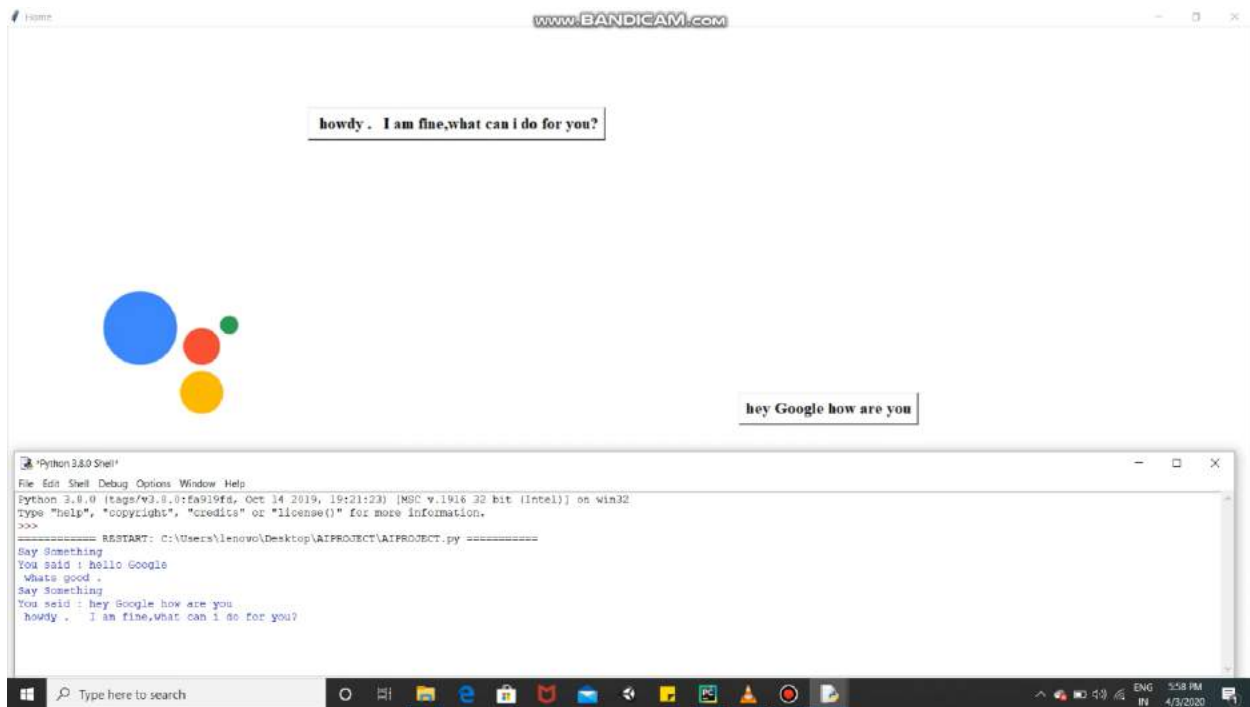 Home
www.BANDICAM.com
howdy .   I am fine,what can i do for you?
hey Google how are you
*Python 3.8.0 Shell*
File Edit Shell Debug Options Window Help
Python 3.8.0 (tags/v3.8.0:fa919fd, Oct 14 2019, 19:21:23) [MSC v.1916 32 bit (Intel)] on win32
Type "help", "copyright", "credits" or "license()" for more information.
>>>
============ RESTART: C:\Users\lenovo\Desktop\AIPROJECT\AIPROJECT.py ===========
Say Something
You said : hello Google
 whats good .
Say Something
You said : hey Google how are you
 howdy .   I am fine,what can i do for you?
Type here to search
ENG 5:58 PM
IN 4/3/2020